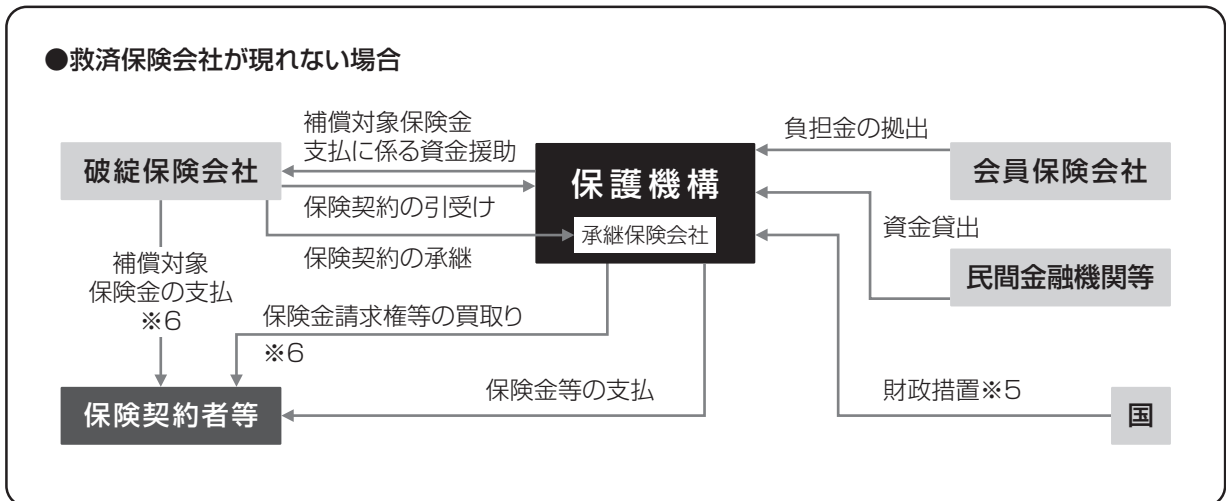 ●救済保険会社が現れない場合
補償対象保険金
支払に係る資金援助
負担金の拠出
破綻保険会社
保護機構
会員保険会社
保険契約の引受け
承継保険会社
資金貸出
保険契約の承継
補償対象
保険金の支払
※6
民間金融機関等
保険金請求権等の買取り
※6
保険金等の支払
財政措置※5
保険契約者等
国